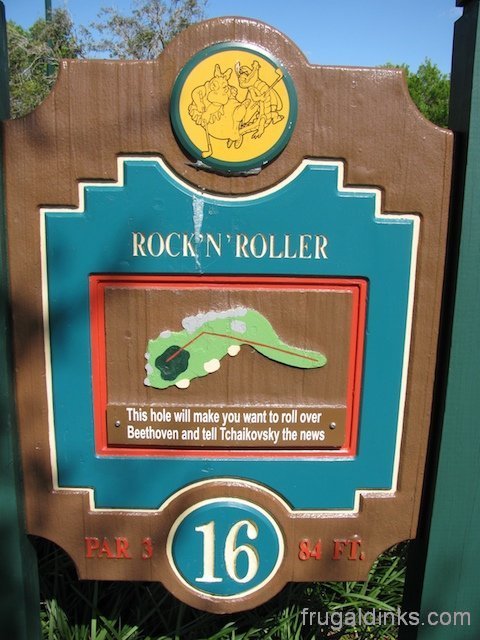 ROCK 'N' ROLLER
This hole will make you want to roll over
Beethoven and tell Tchaikovsky the news
PAR 3
16
84 FT.
frugaldinks.com